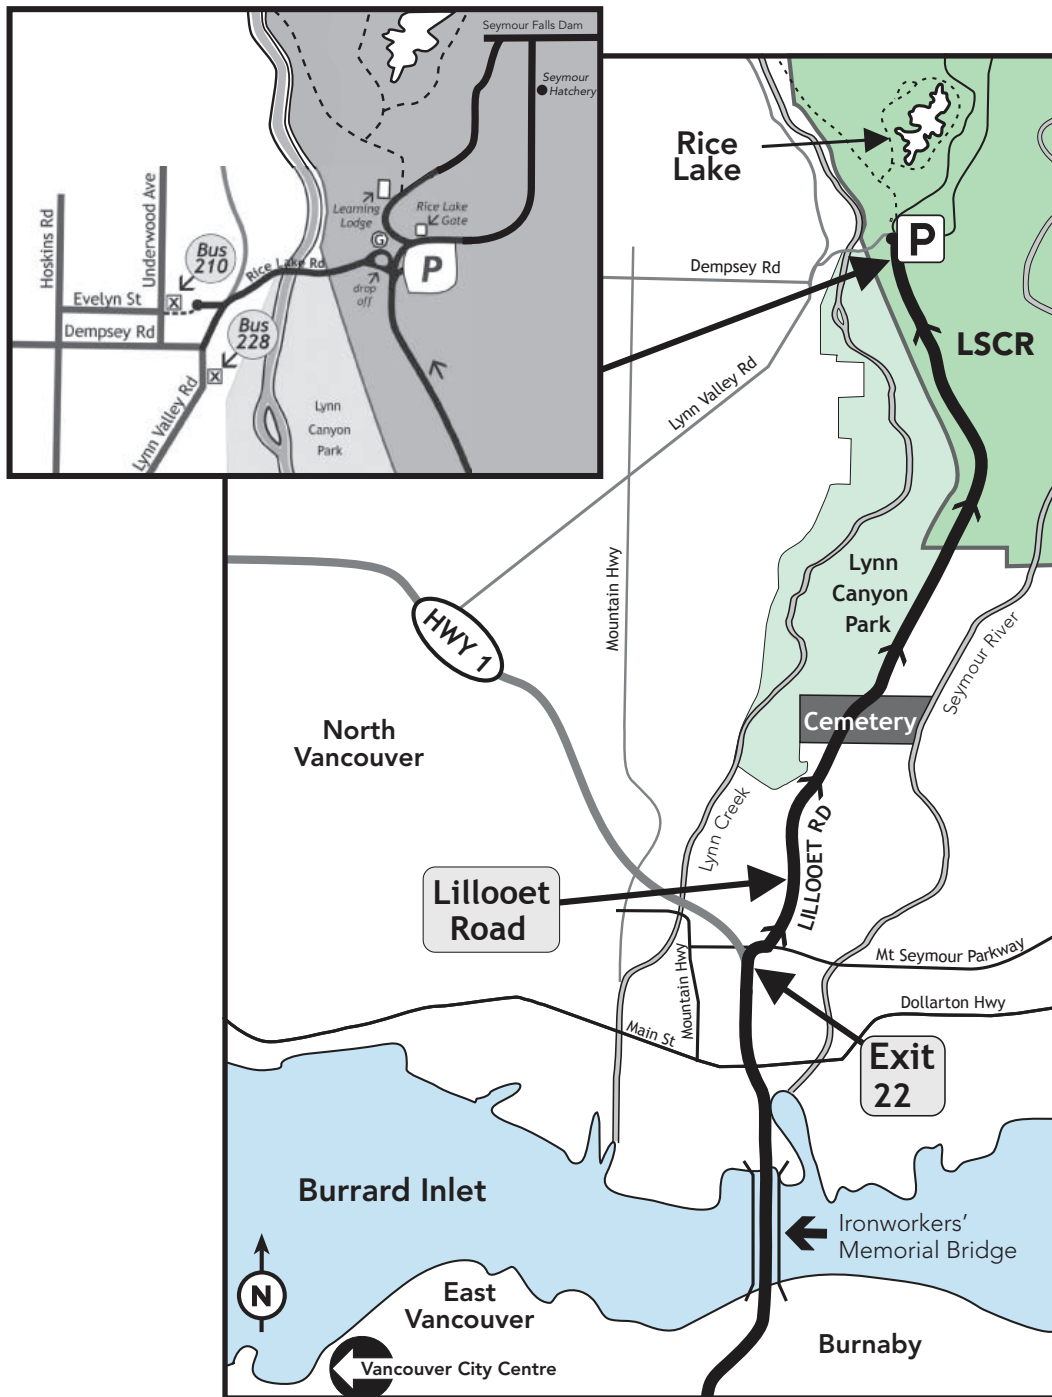 Seymour Falls Dam
Seymour
Hatchery
Hoskins Rd
Underwood Ave
Learning
Lodge
Rice Lake
Gate
Bus
210
Rice Lake Rd
G
P
drop
off
Evelyn St
X
Dempsey Rd
Bus
228
X
Lynn Valley Rd
Lynn
Canyon
Park
Rice
Lake
P
Dempsey Rd
LSCR
Lynn Valley Rd
Mountain Hwy
Lynn
Canyon
Park
HWY 1
Seymour River
Cemetery
North
Vancouver
Lynn Creek
LILLOOET RD
Lillooet
Road
Mt Seymour Parkway
Mountain Hwy
Dollarton Hwy
Main St
Exit
22
Burrard Inlet
Ironworkers'
Memorial Bridge
N
East
Vancouver
Burnaby
Vancouver City Centre